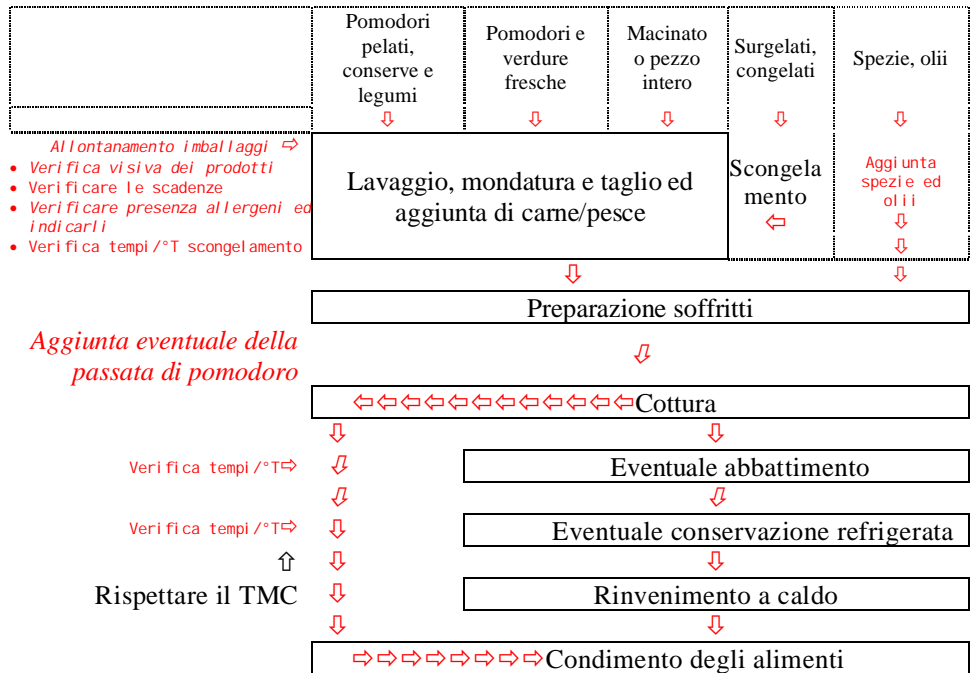 Pomodori
pelati,
conserve e
legumi
Pomodori e
verdure
fresche
Macinato
o pezzo
intero
Surgelati,
congelati
Spezie, olii
Allontanamento imballaggi ⇨
• Verifica visiva dei prodotti
• Verificare le scadenze
• Verificare presenza allergeni ed
indicarli
• Verifica tempi/°T scongelamento
Lavaggio, mondatura e taglio ed
aggiunta di carne/pesce
Scongela
mento
Aggiunta
spezie ed
olii
Preparazione soffritti
Aggiunta eventuale della
passata di pomodoro
⇦⇦⇦⇦⇦⇦⇦⇦⇦⇦⇦⇦Cottura
Verifica tempi/°T⇨
Eventuale abbattimento
Verifica tempi/°T⇨
Eventuale conservazione refrigerata
Rispettare il TMC
Rinvenimento a caldo
⇨⇨⇨⇨⇨⇨⇨⇨Condimento degli alimenti